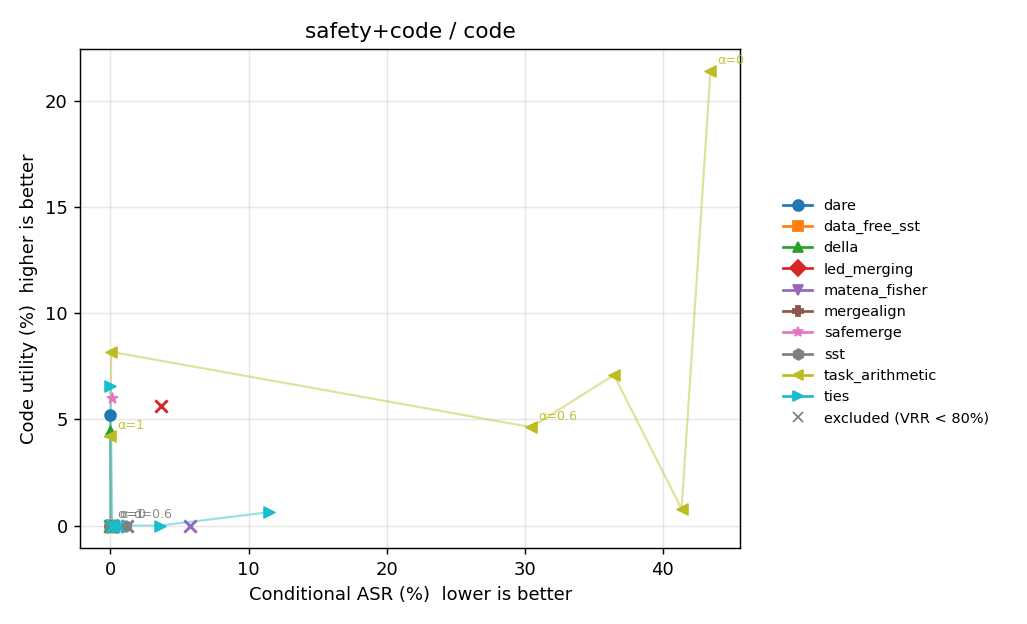 safety+code / code
Code utility (%)  higher is better
20
15
10
5
0
α=0
α=0.6
α=1
α=0.6
0
10
20
30
40
Conditional ASR (%)  lower is better
dare
data_free_sst
della
led_merging
matena_fisher
mergealign
safemerge
sst
task_arithmetic
ties
excluded (VRR < 80%)